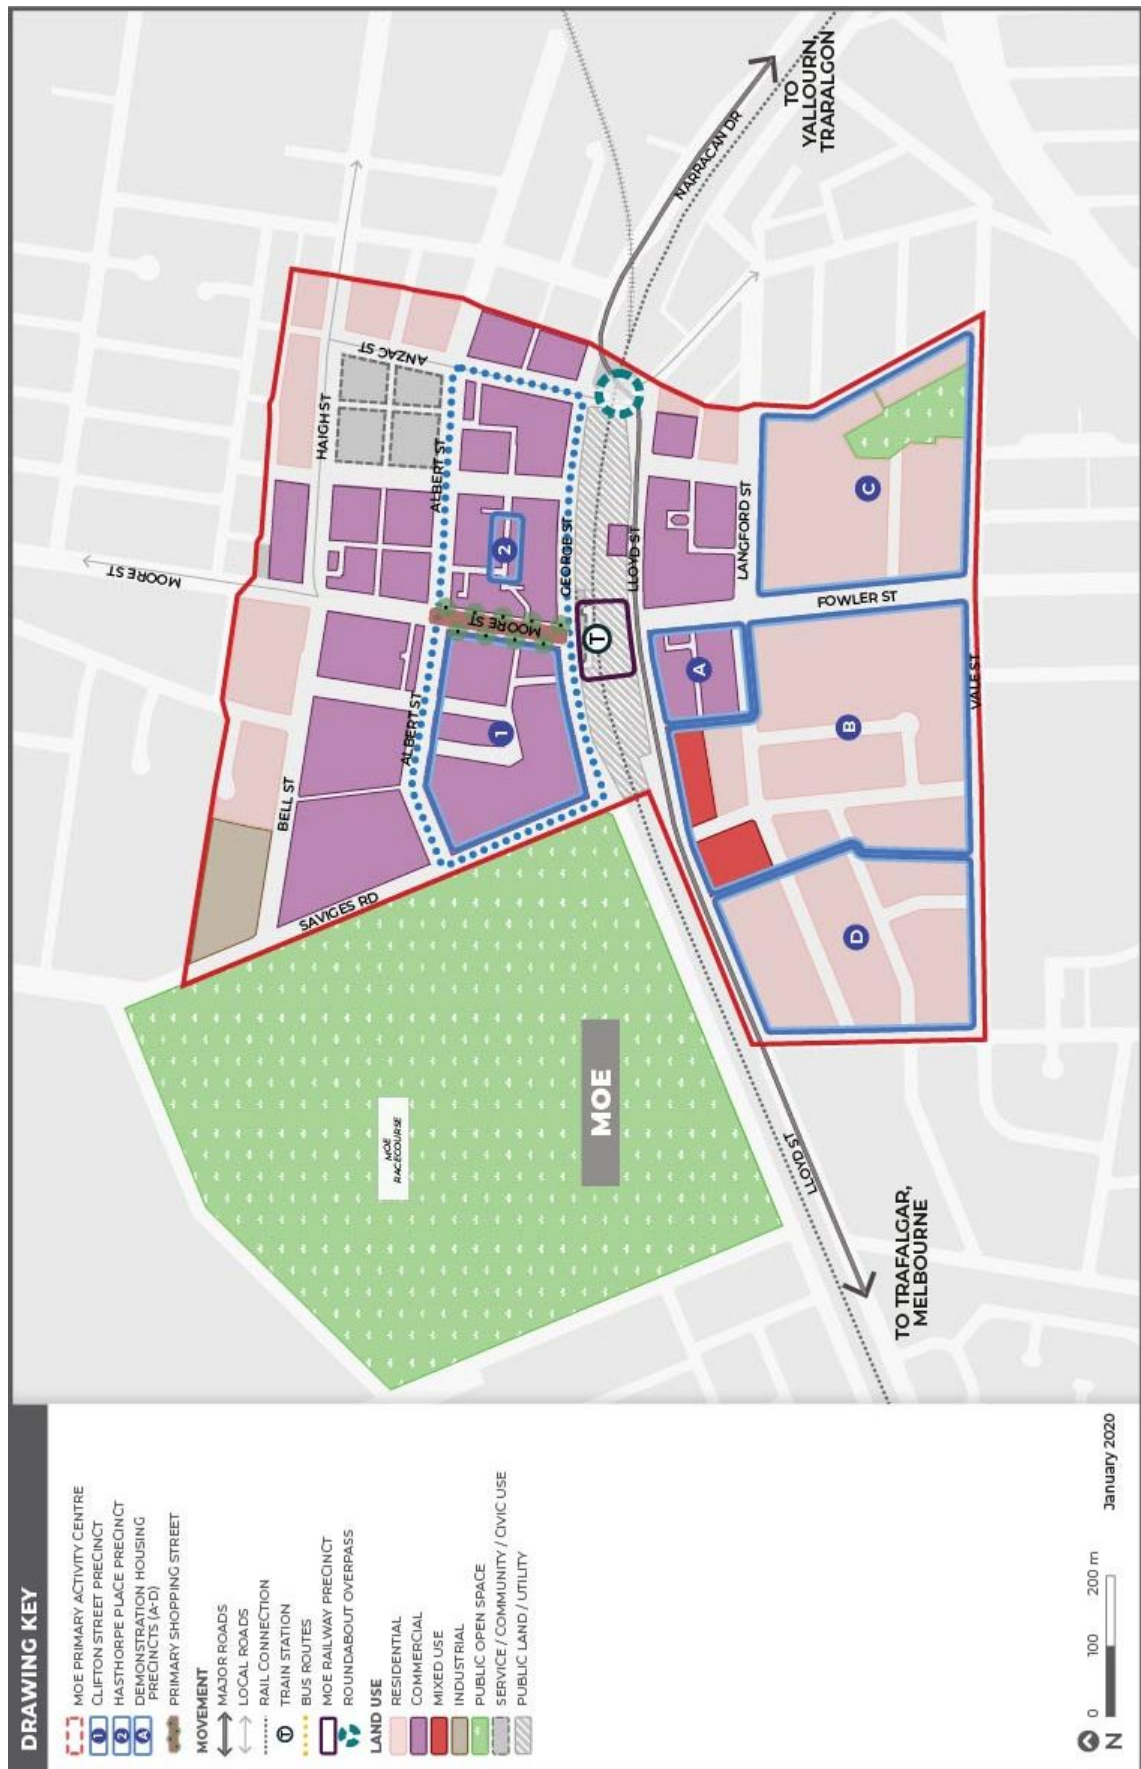 DRAWING KEY
MOE PRIMARY ACTIVITY CENTRE
1
CLIFTON STREET PRECINCT
2
HASTHORPE PLACE PRECINCT
A
DEMONSTRATION HOUSING
PRECINCTS (A-D)
PRIMARY SHOPPING STREET
MOVEMENT
MAJOR ROADS
LOCAL ROADS
RAIL CONNECTION
T
TRAIN STATION
BUS ROUTES
MOE RAILWAY PRECINCT
ROUNDABOUT OVERPASS
LAND USE
RESIDENTIAL
COMMERCIAL
MIXED USE
INDUSTRIAL
PUBLIC OPEN SPACE
SERVICE / COMMUNITY / CIVIC USE
PUBLIC LAND / UTILITY
N
0 100 200 m
January 2020
MOE
RACECOURSE
MOE
SAVIGES RD
BELL ST
MOORE ST
HAIGH ST
ANZAC ST
ALBERT ST
ALBERT ST
MOORE ST
GEORGE ST
1
2
T
LLOYD ST
NARRACAN DR
TO
YALLOURN,
TRARALGON
LANGFORD ST
FOWLER ST
VALE ST
A
B
C
D
LLOYD ST
TO TRAFALGAR,
MELBOURNE